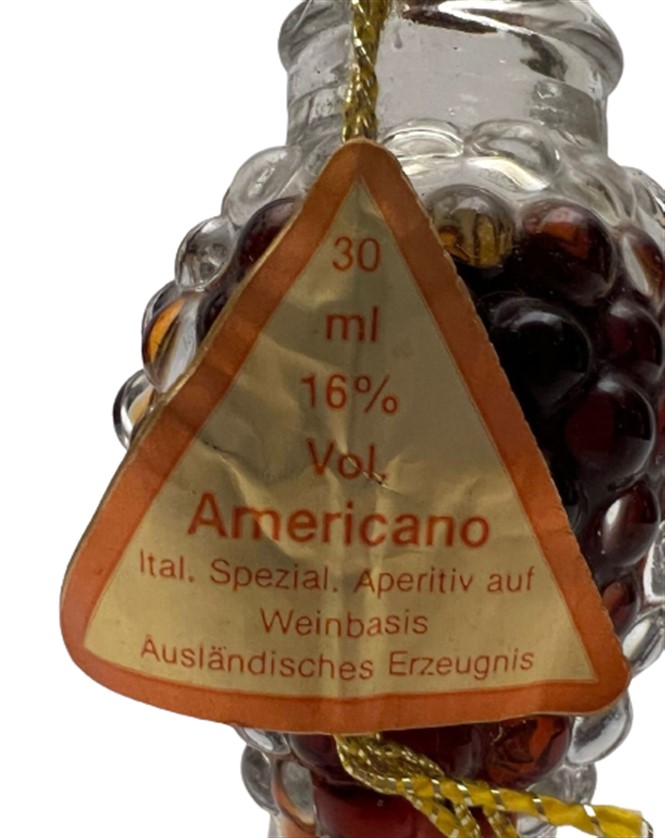 30
ml
16%
Vol.
Americano
Ital. Spezial. Aperitiv auf
Weinbasis
Ausländisches Erzeugnis